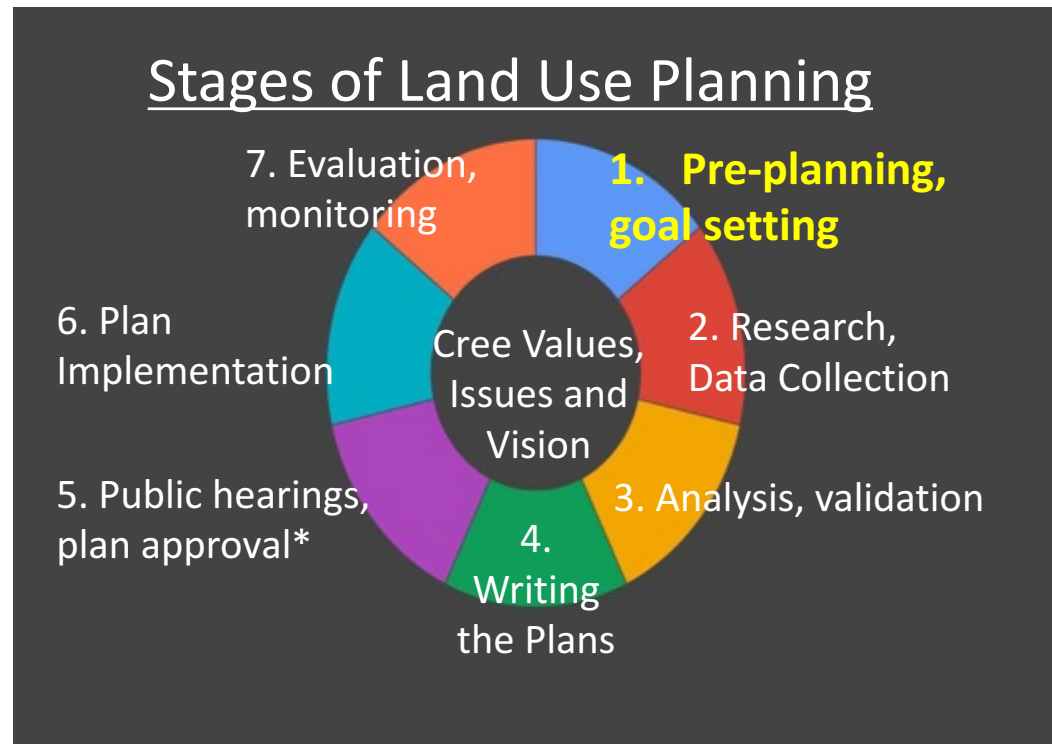 Stages of Land Use Planning
1. Pre-planning,
goal setting
2. Research,
Data Collection
3. Analysis, validation
4.
Writing
the Plans
5. Public hearings,
plan approval*
6. Plan
Implementation
7. Evaluation,
monitoring
Cree Values,
Issues and
Vision